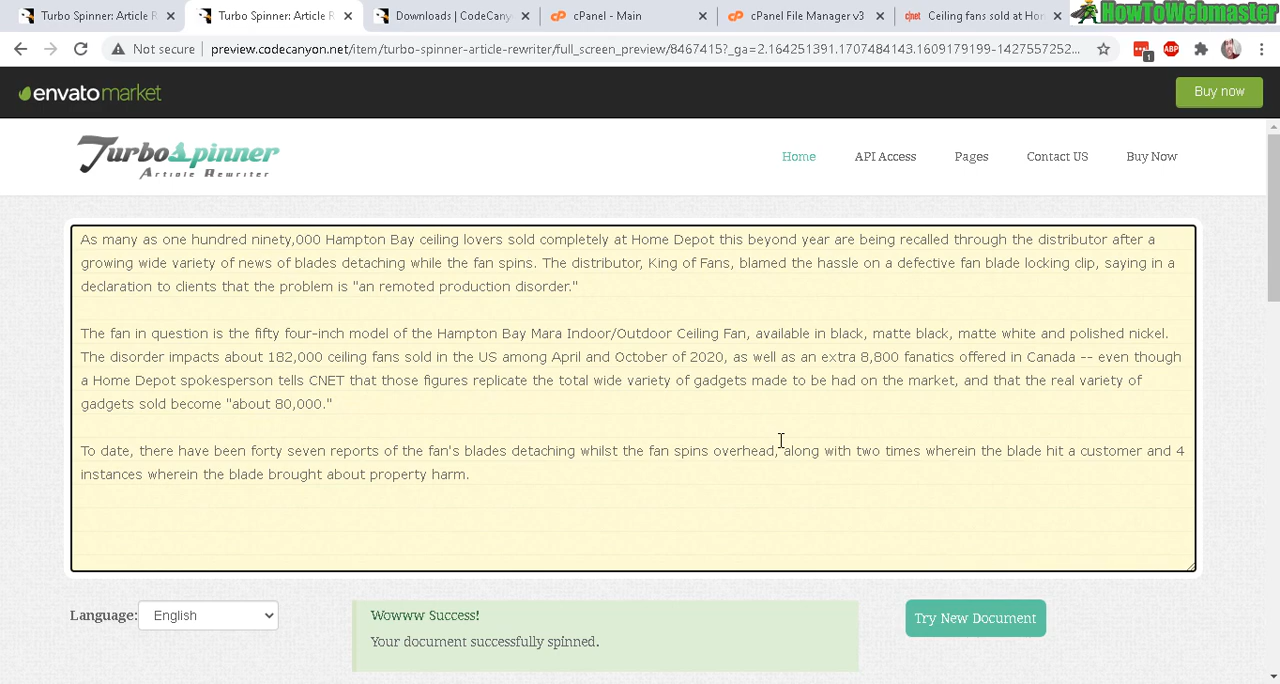 Turbo Spinner: Article R
Turbo Spinner: Article R
Downloads | CodeCany
cPanel - Main
cPanel File Manager v3
cnet
Ceiling fans sold at Hom
HowToWebmaster
Not secure
preview.codecanyon.net/item/turbo-spinner-article-rewriter/full_screen_preview/8467415?_ga=2.164251391.1707484143.1609179199-1427557252...
1
ABP
envatomarket
Buy now
TurboSpinner
Article Rewriter
Home
API Access
Pages
Contact US
Buy Now
As many as one hundred ninety,000 Hampton Bay ceiling lovers sold completely at Home Depot this beyond year are being recalled through the distributor after a
growing wide variety of news of blades detaching while the fan spins. The distributor, King of Fans, blamed the hassle on a defective fan blade locking clip, saying in a
declaration to clients that the problem is "an remoted production disorder."
The fan in question is the fifty four-inch model of the Hampton Bay Mara Indoor/Outdoor Ceiling Fan, available in black, matte black, matte white and polished nickel.
The disorder impacts about 182,000 ceiling fans sold in the US among April and October of 2020, as well as an extra 8,800 fanatics offered in Canada -- even though
a Home Depot spokesperson tells CNET that those figures replicate the total wide variety of gadgets made to be had on the market, and that the real variety of
gadgets sold become "about 80,000."
To date, there have been forty seven reports of the fan's blades detaching whilst the fan spins overhead, along with two times wherein the blade hit a customer and 4
instances wherein the blade brought about property harm.
Language:
English
Wowww Success!
Your document successfully spinned.
Try New Document